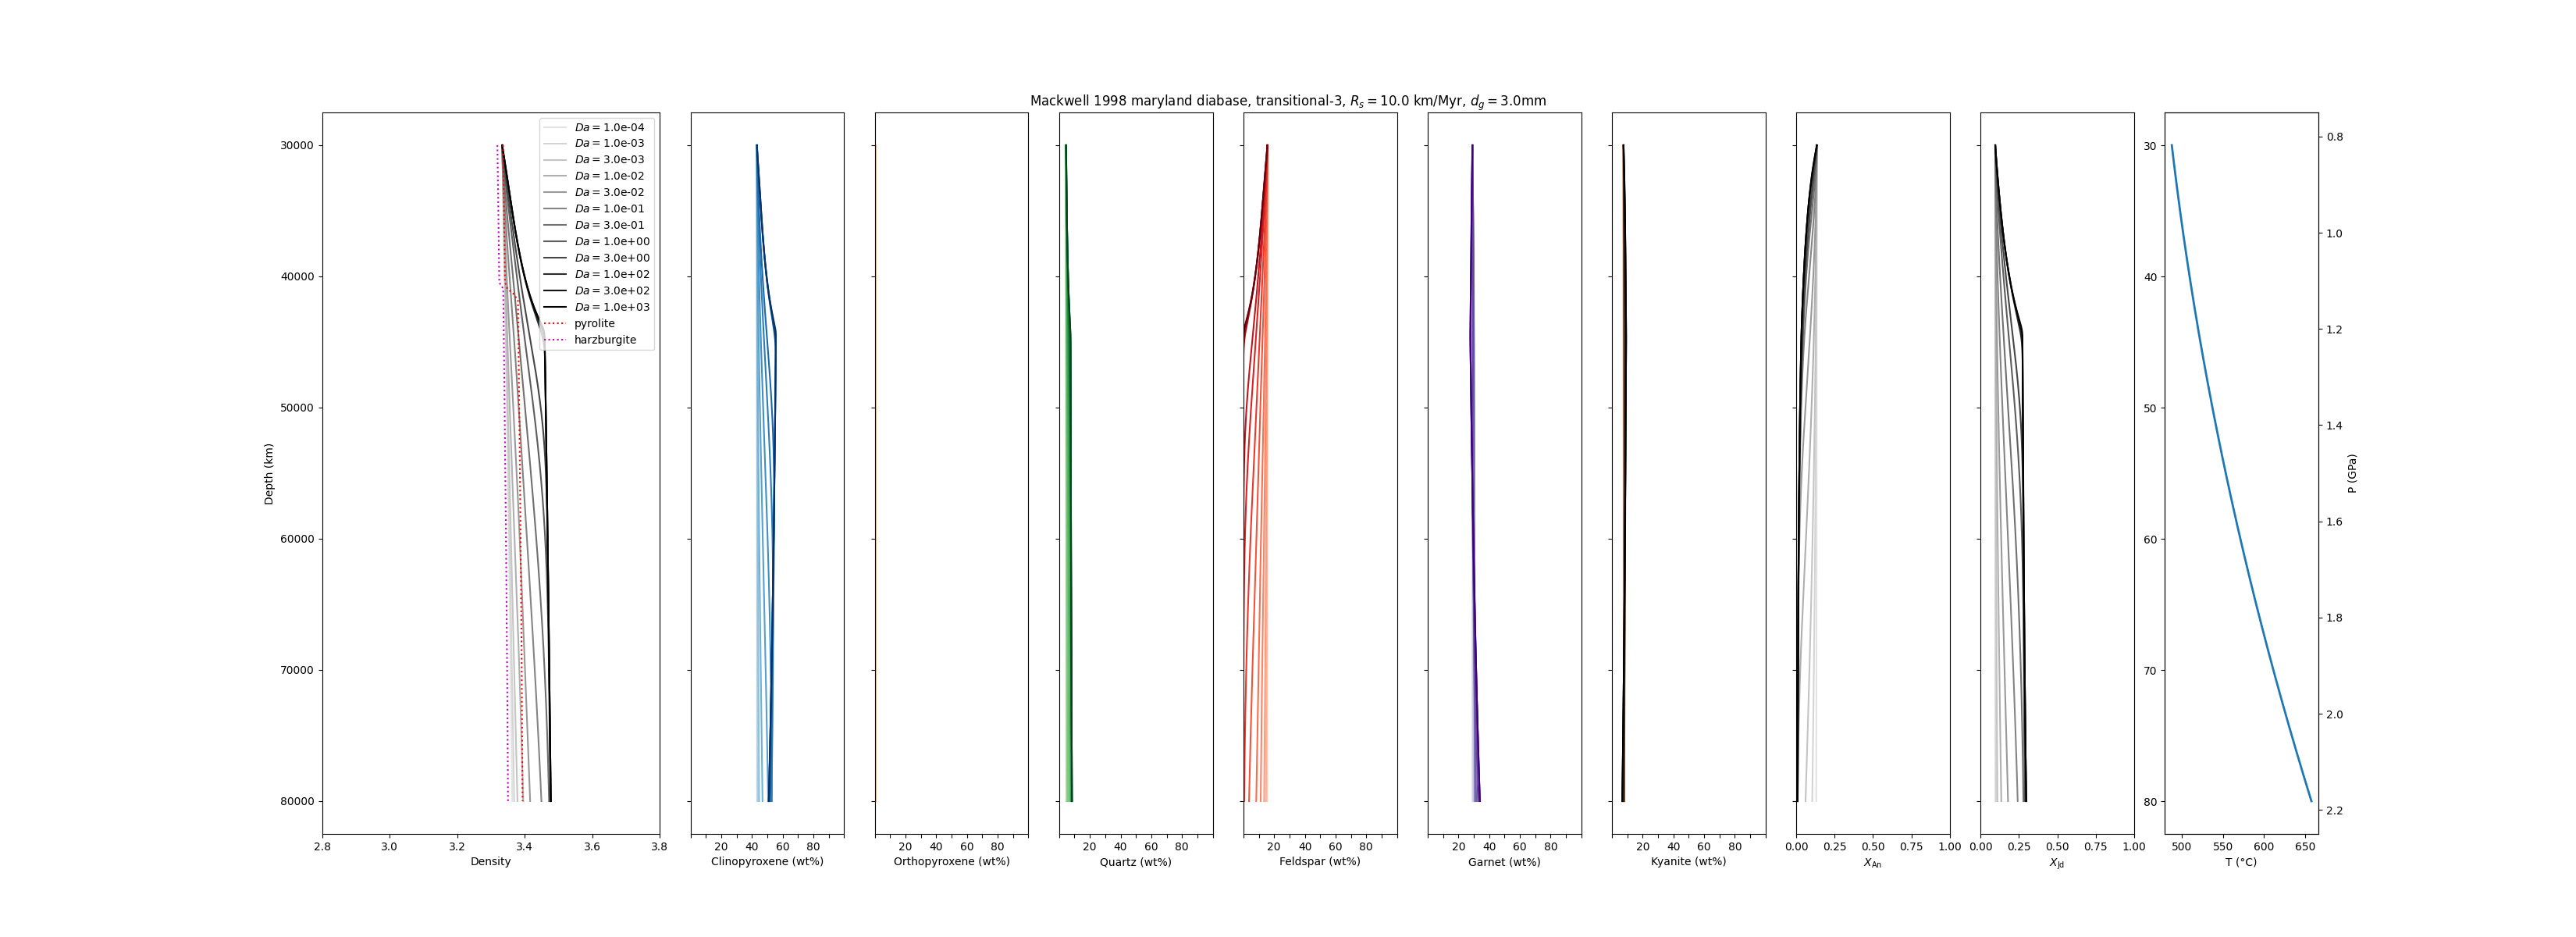 Mackwell 1998 maryland diabase, transitional-3, R_s = 10.0 km/Myr, d_g = 3.0mm
Da = 1.0e-04
Da = 1.0e-03
Da = 3.0e-03
Da = 1.0e-02
Da = 3.0e-02
Da = 1.0e-01
Da = 3.0e-01
Da = 1.0e+00
Da = 3.0e+00
Da = 1.0e+02
Da = 3.0e+02
Da = 1.0e+03
pyrolite
harzburgite
30000
40000
50000
60000
70000
80000
Depth (km)
2.8 3.0 3.2 3.4 3.6 3.8
Density
20 40 60 80
Clinopyroxene (wt%)
20 40 60 80
Orthopyroxene (wt%)
20 40 60 80
Quartz (wt%)
20 40 60 80
Feldspar (wt%)
20 40 60 80
Garnet (wt%)
20 40 60 80
Kyanite (wt%)
0.00 0.25 0.50 0.75 1.00
X_An
0.00 0.25 0.50 0.75 1.00
X_Jd
30
40
50
60
70
80
500 550 600 650
T (°C)
0.8
1.0
1.2
1.4
1.6
1.8
2.0
2.2
P (GPa)